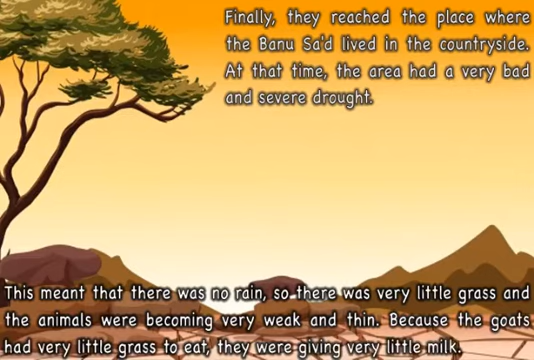 Finally, they reached the place where
the Banu Sa'd lived in the countryside.
At that time, the area had a very bad
and severe drought.
This meant that there was no rain, so there was very little grass and
the animals were becoming very weak and thin. Because the goats
had very little grass to eat, they were giving very little milk.